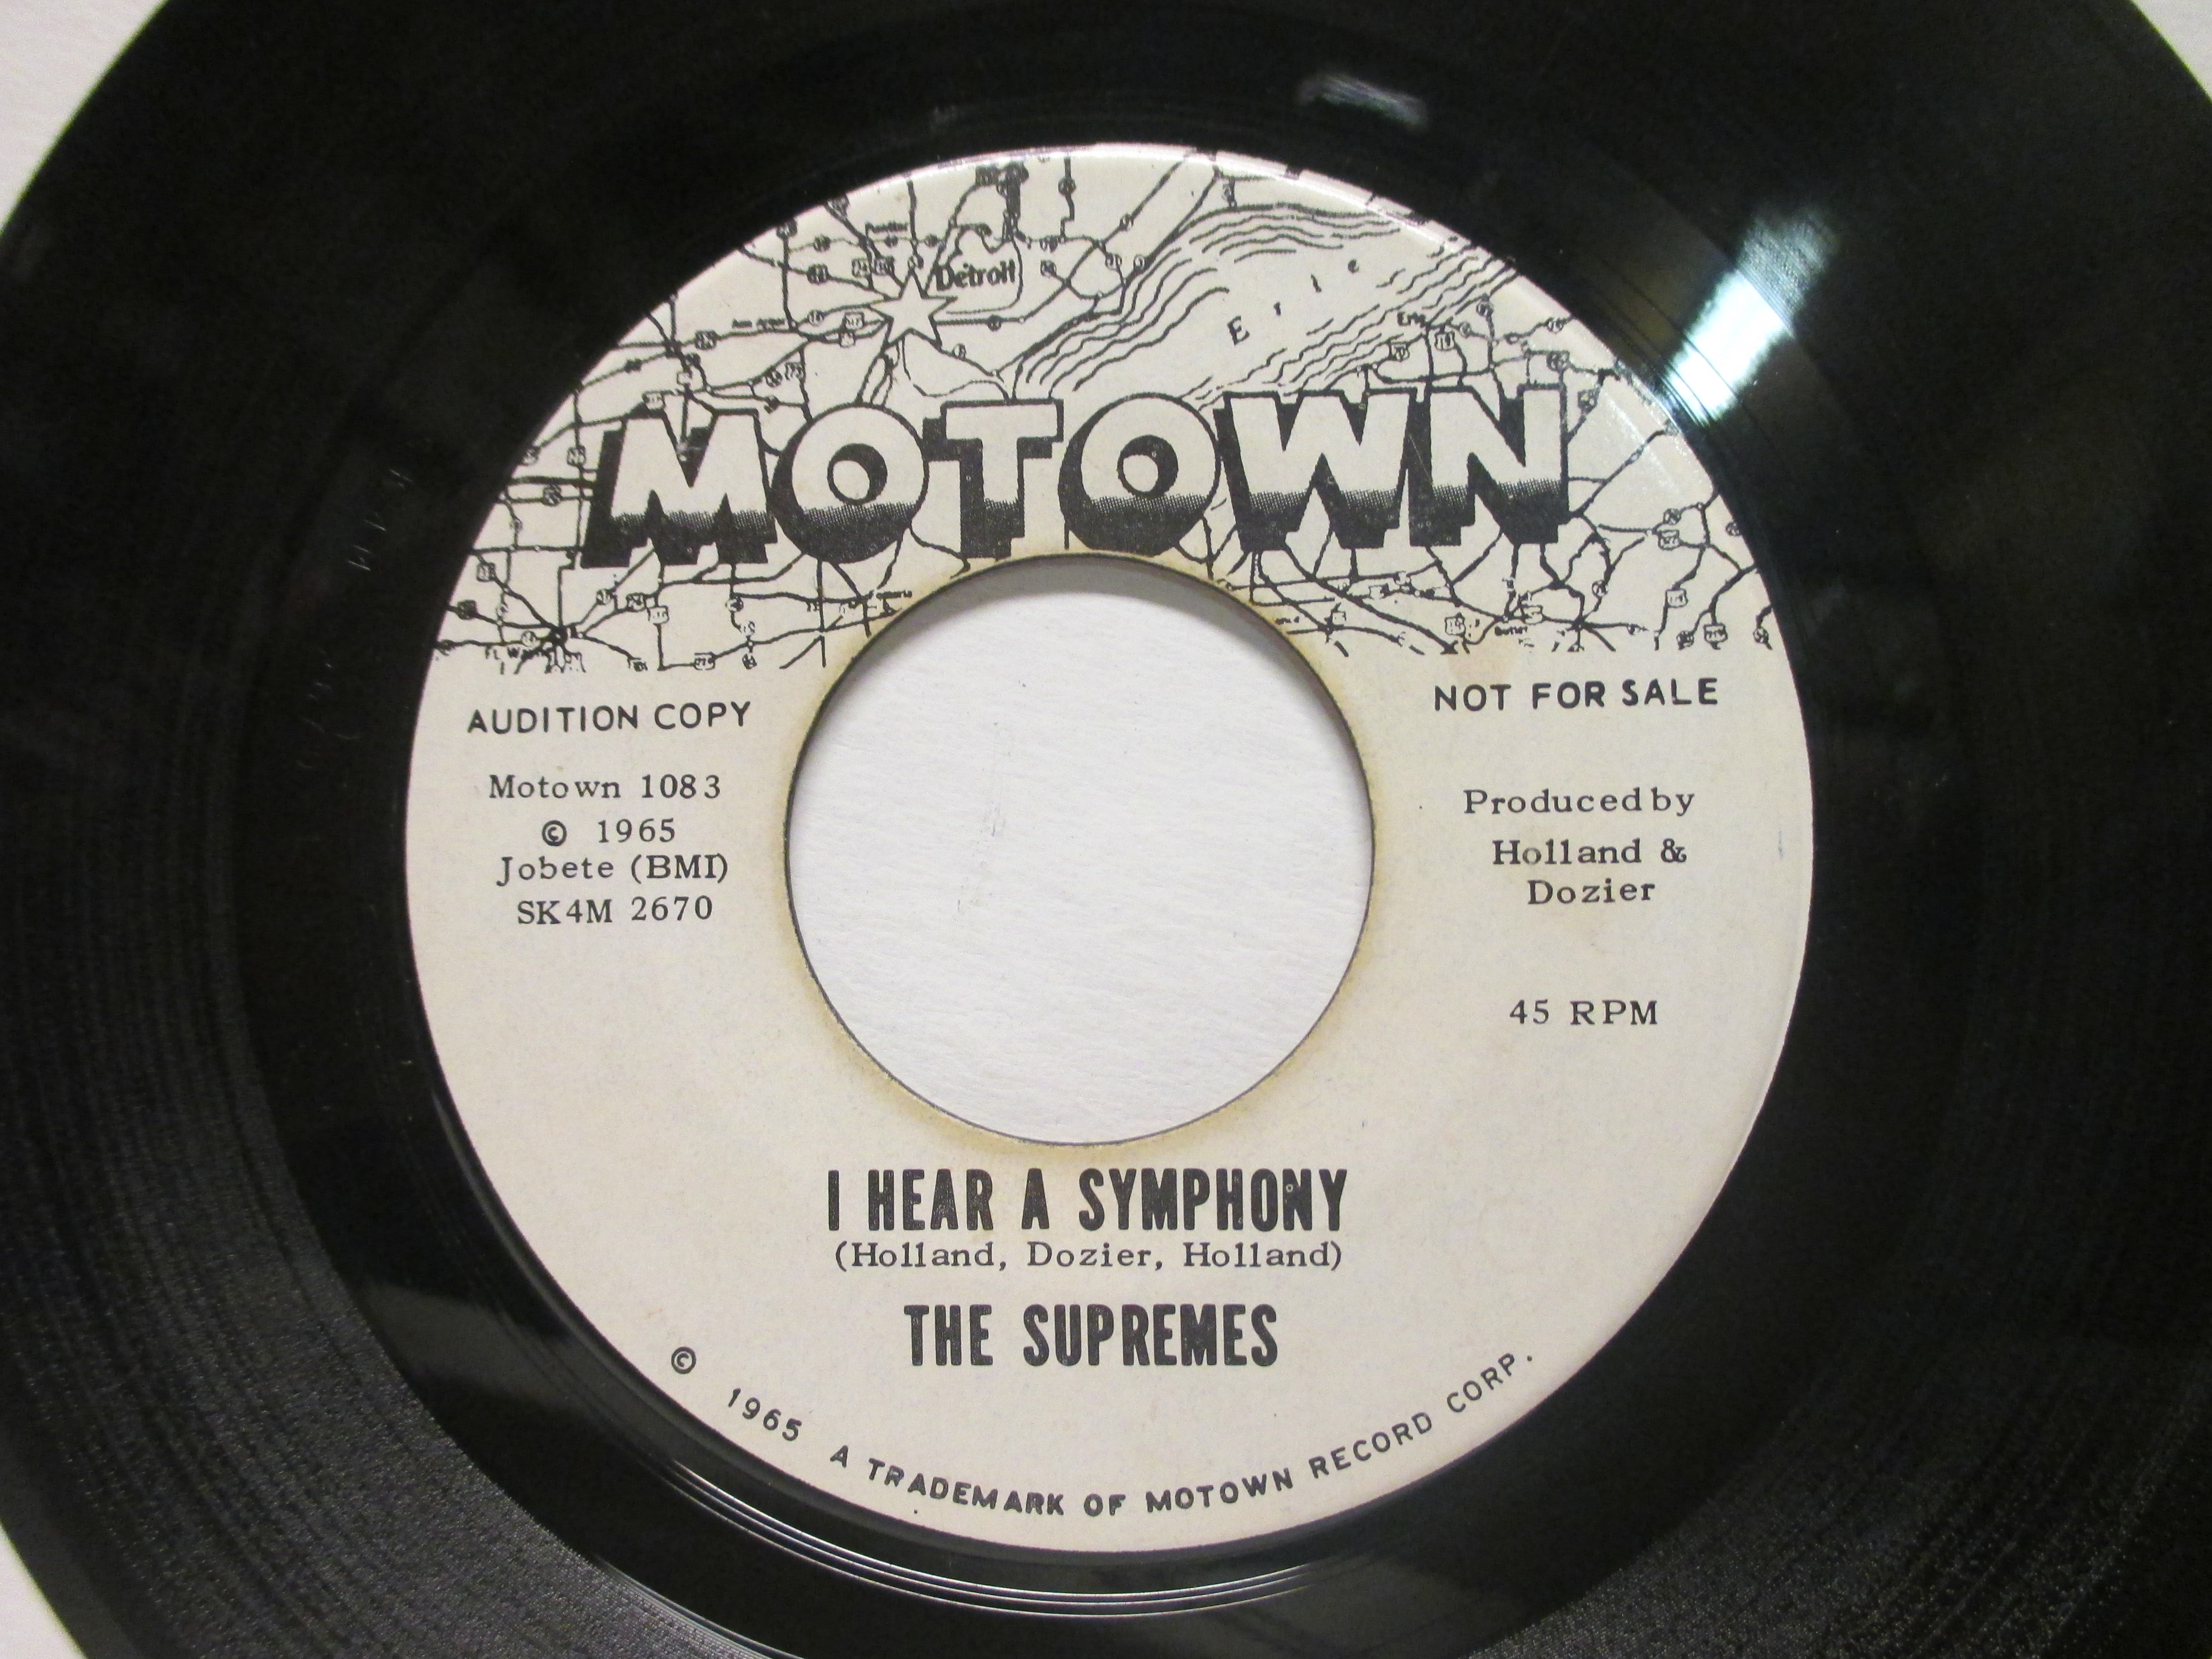 Detroit
Erie
Erie
MOTOWN
AUDITION COPY
NOT FOR SALE
Motown 1083
© 1965
Jobete (BMI)
SK4M 2670
Produced by
Holland &
Dozier
45 RPM
I HEAR A SYMPHONY
(Holland, Dozier, Holland)
THE SUPREMES
© 1965 A TRADEMARK OF MOTOWN RECORD CORP.